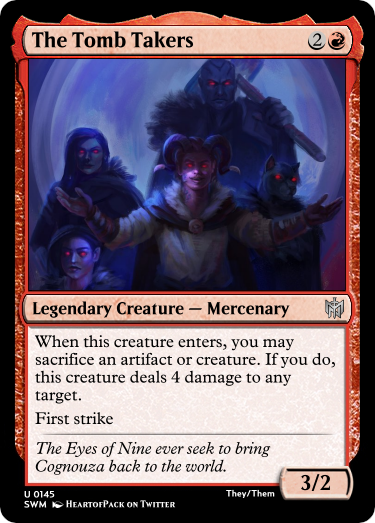 The Tomb Takers 2
Legendary Creature — Mercenary
When this creature enters, you may
sacrifice an artifact or creature. If you do,
this creature deals 4 damage to any
target.
First strike
The Eyes of Nine ever seek to bring
Cognouza back to the world.
3/2
U 0145 They/Them
SWM HeartofPack on Twitter